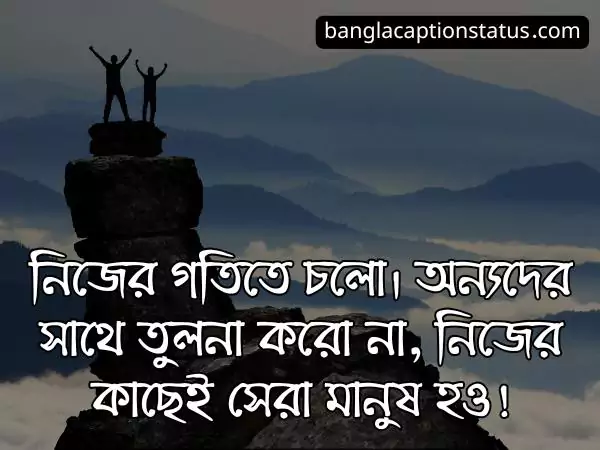 banglacaptionstatus.com
নিজের গতিতে চলো। অন্যদের
সাথে তুলনা করো না, নিজের
কাছেই সেরা মানুষ হও!